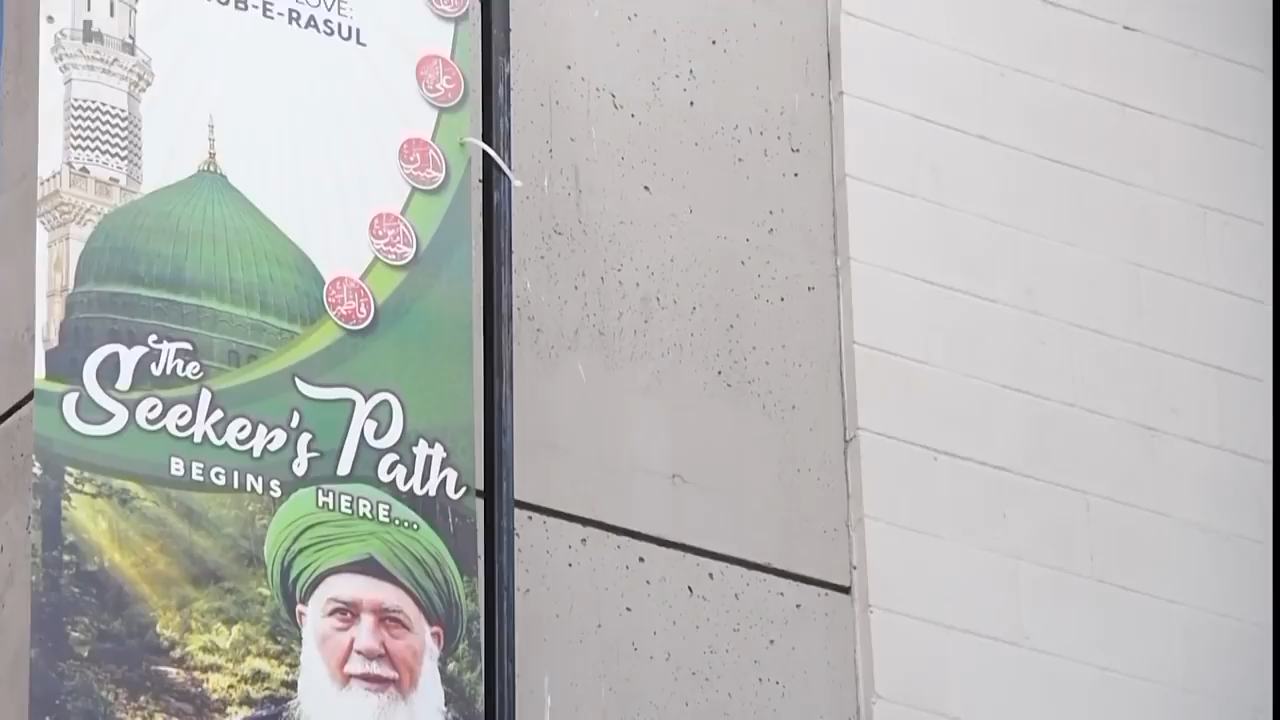 LOVE:
UB-E-RASUL
علي
الحسن
الحسين
فاطمة
The
Seeker's Path
BEGINS HERE...